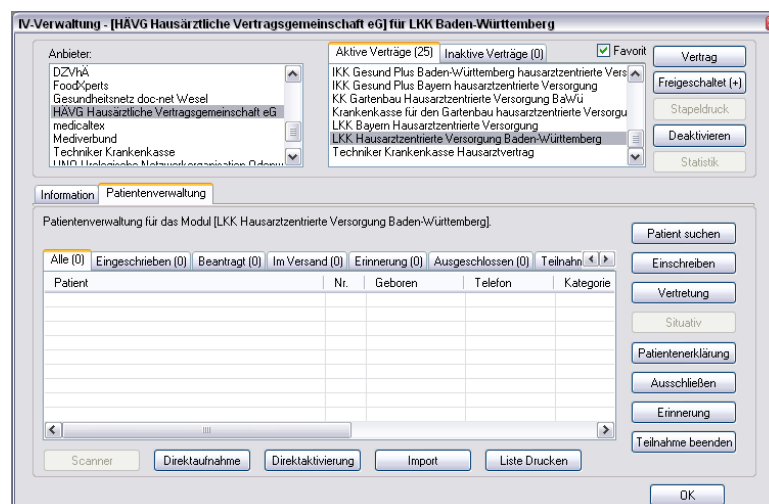 IV-Verwaltung - [HÄVG Hausärztliche Vertragsgemeinschaft eG] für LKK Baden-Württemberg
Anbieter:
DZVhÄ
FoodXperts
Gesundheitsnetz doc-net Wesel
HÄVG Hausärztliche Vertragsgemeinschaft eG
medicaltex
Mediverbund
Techniker Krankenkasse
Aktive Verträge (25)
Inaktive Verträge (0)
Favorit
IKK Gesund Plus Baden-Württemberg hausarztzentrierte Vers
IKK Gesund Plus Bayern hausarztzentrierte Versorgung
KK Gartenbau Hausarztzentrierte Versorgung BaWü
Krankenkasse für den Gartenbau hausarztzentrierte Versorgu
LKK Bayern Hausarztzentrierte Versorgung
LKK Hausarztzentrierte Versorgung Baden-Württemberg
Techniker Krankenkasse Hausarztvertrag
Vertrag
Freigeschaltet (+)
Stapeldruck
Deaktivieren
Statistik
Information
Patientenverwaltung
Patientenverwaltung für das Modul [LKK Hausarztzentrierte Versorgung Baden-Württemberg].
Alle (0)
Eingeschrieben (0)
Beantragt (0)
Im Versand (0)
Erinnerung (0)
Ausgeschlossen (0)
Teilnahm
Patient
Nr.
Geboren
Telefon
Kategorie
Patient suchen
Einschreiben
Vertretung
Situativ
Patientenerklärung
Ausschließen
Erinnerung
Teilnahme beenden
Scanner
Direktaufnahme
Direktaktivierung
Import
Liste Drucken
OK